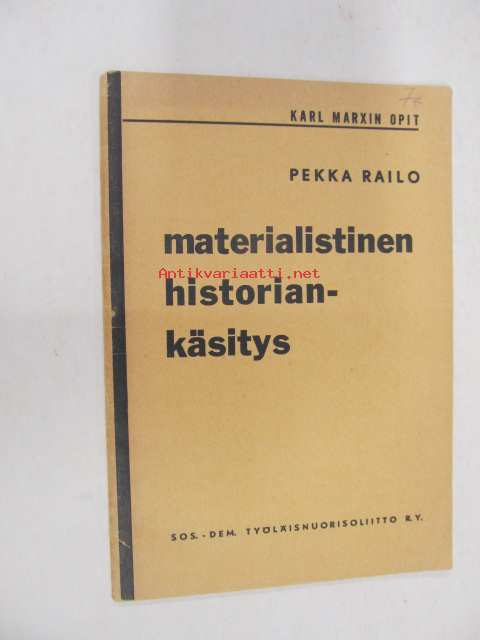 KARL MARXIN OPIT
PEKKA RAILO
materialistinen
Antikvariaatti.net
historian-
käsitys
SOS.-DEM. TYÖLÄISNUORISOLIITTO R.Y.